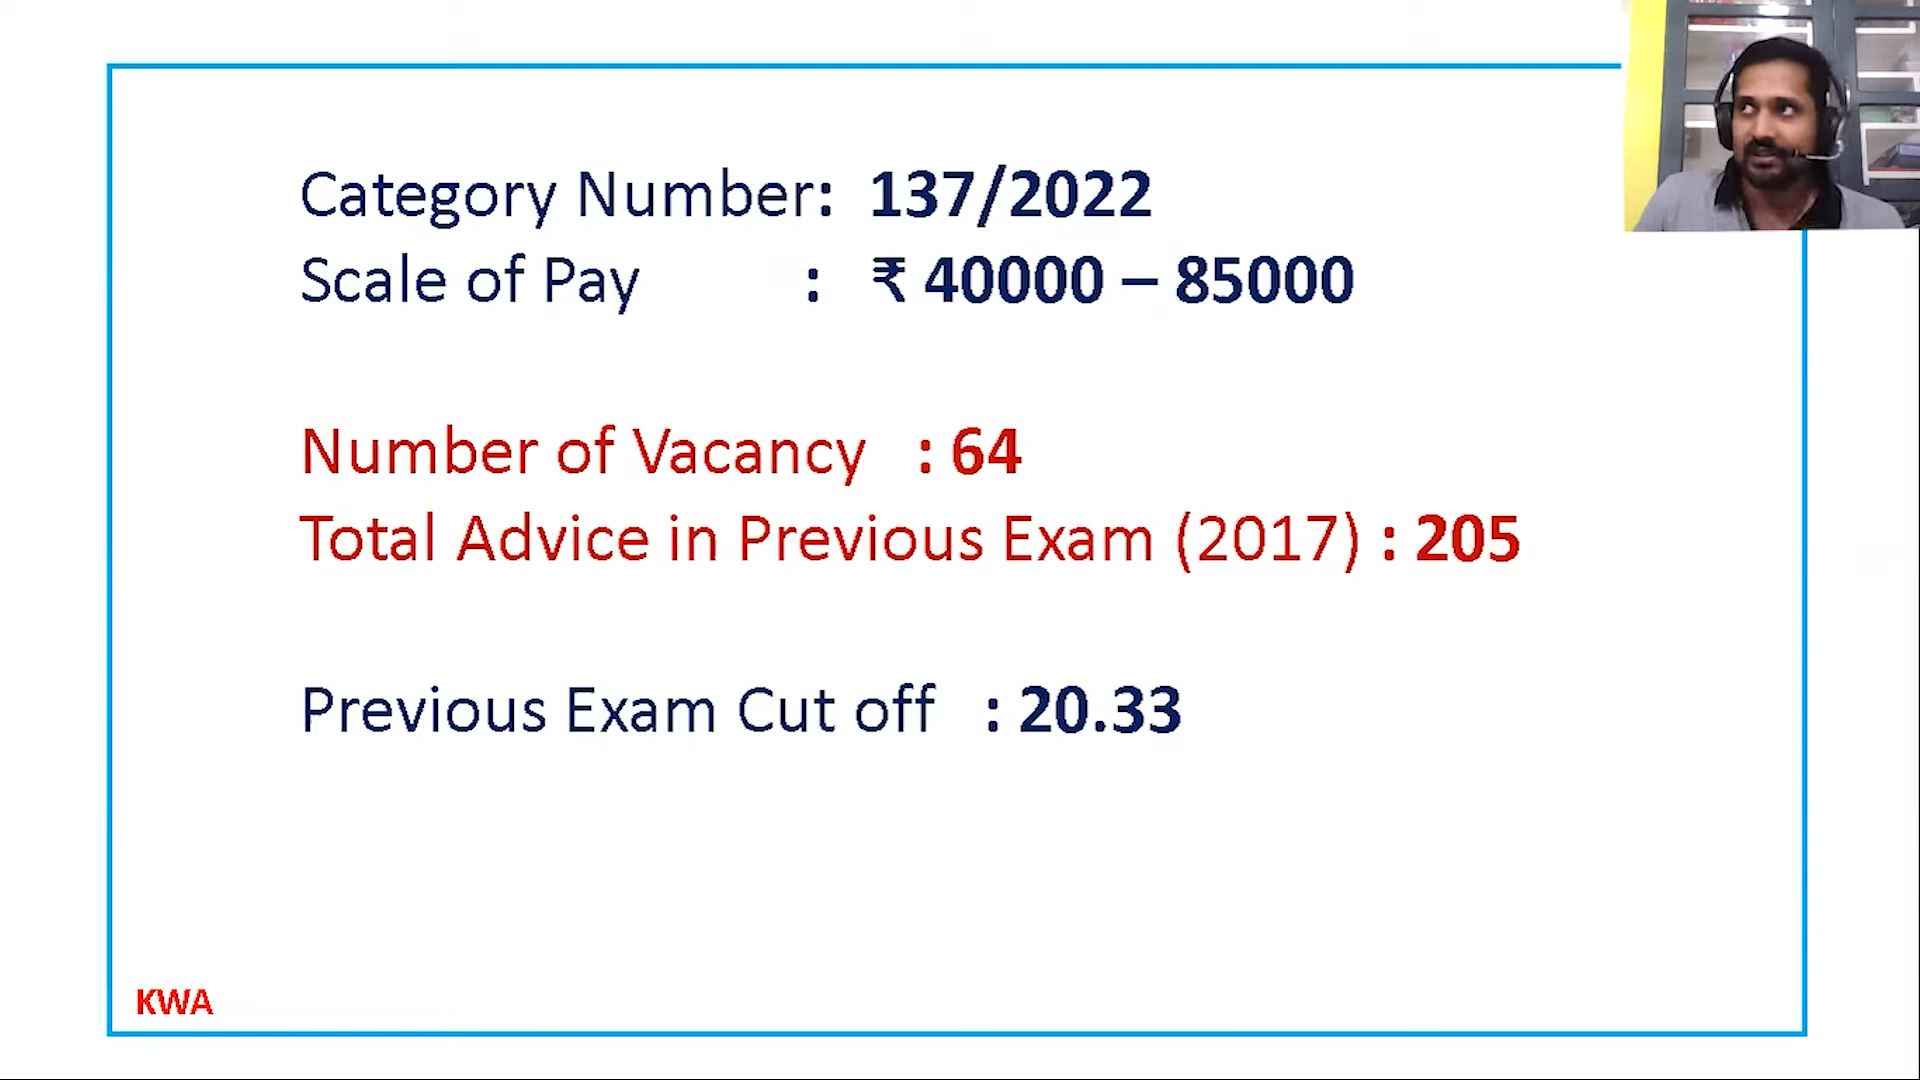 Category Number: 137/2022
Scale of Pay : ₹ 40000 – 85000
Number of Vacancy : 64
Total Advice in Previous Exam (2017) : 205
Previous Exam Cut off : 20.33
KWA